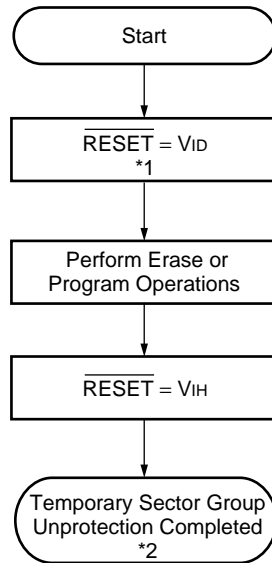 Start
RESET = VID
*1
Perform Erase or
Program Operations
RESET = VIH
Temporary Sector Group
Unprotection Completed
*2